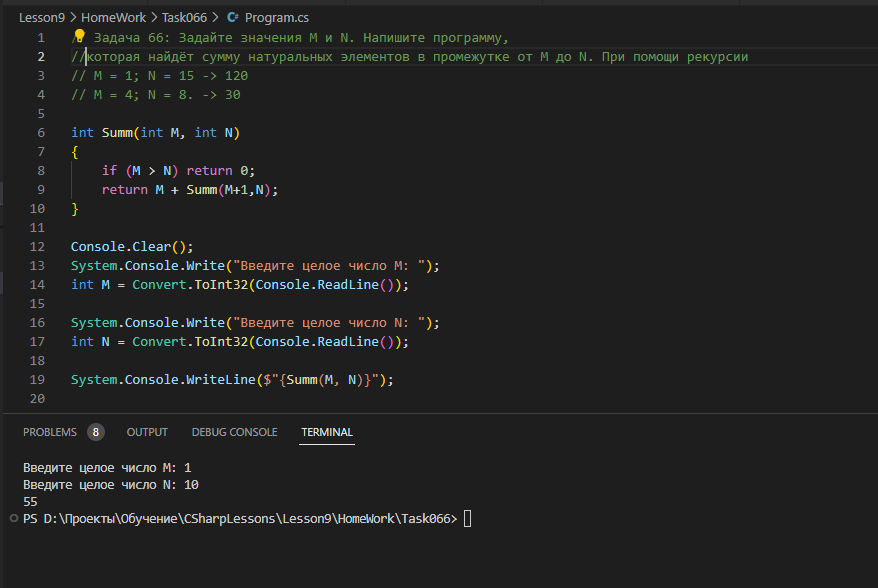 Lesson9 > HomeWork > Task066 > C# Program.cs
1 // Задача 66: Задайте значения M и N. Напишите программу,
2 //которая найдёт сумму натуральных элементов в промежутке от M до N. При помощи рекурсии
3 // M = 1; N = 15 -> 120
4 // M = 4; N = 8. -> 30
5
6 int Summ(int M, int N)
7 {
8     if (M > N) return 0;
9     return M + Summ(M+1,N);
10 }
11
12 Console.Clear();
13 System.Console.Write("Введите целое число M: ");
14 int M = Convert.ToInt32(Console.ReadLine());
15
16 System.Console.Write("Введите целое число N: ");
17 int N = Convert.ToInt32(Console.ReadLine());
18
19 System.Console.WriteLine($"{Summ(M, N)}");
20
PROBLEMS 8 OUTPUT DEBUG CONSOLE TERMINAL
Введите целое число M: 1
Введите целое число N: 10
55
PS D:\Проекты\Обучение\CSharpLessons\Lesson9\HomeWork\Task066>